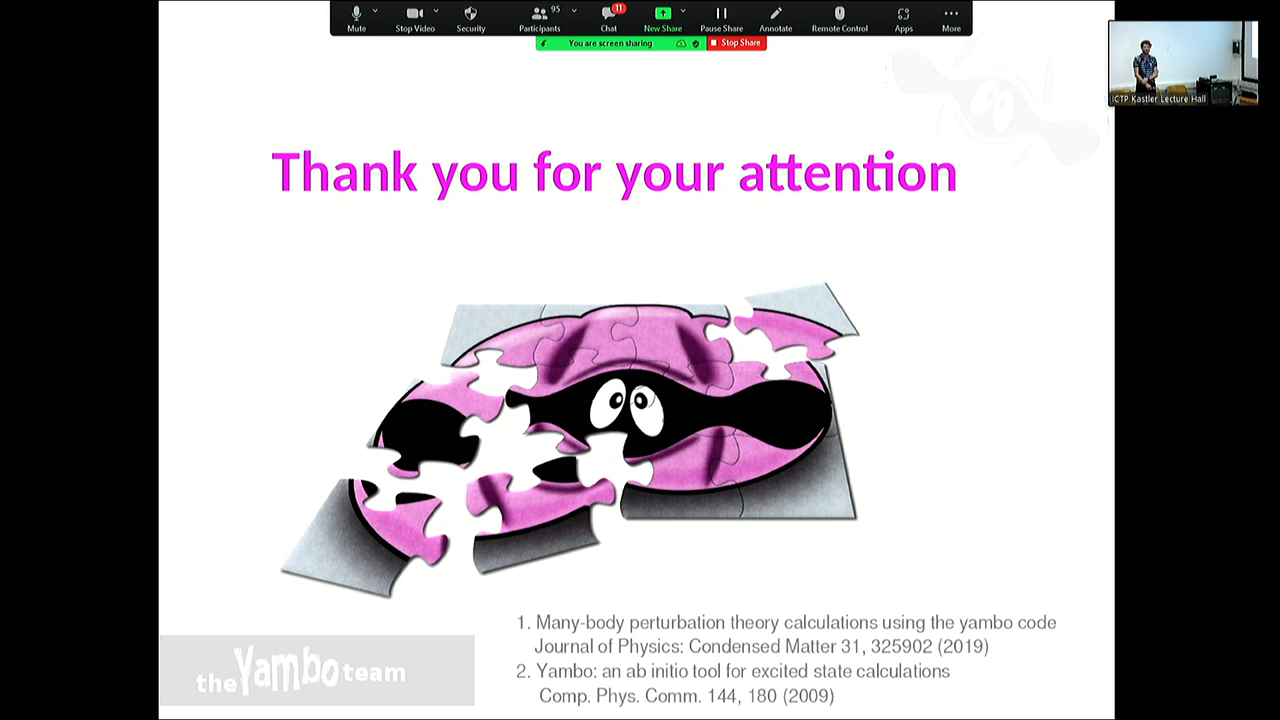 95
11
Mute
Stop Video
Security
Participants
Chat
New Share
Pause Share
Annotate
Remote Control
Apps
More
You are screen sharing
Stop Share
ICTP Kastler Lecture Hall
Thank you for your attention
1. Many-body perturbation theory calculations using the yambo code
Journal of Physics: Condensed Matter 31, 325902 (2019)
2. Yambo: an ab initio tool for excited state calculations
Comp. Phys. Comm. 144, 180 (2009)
the Yambo team